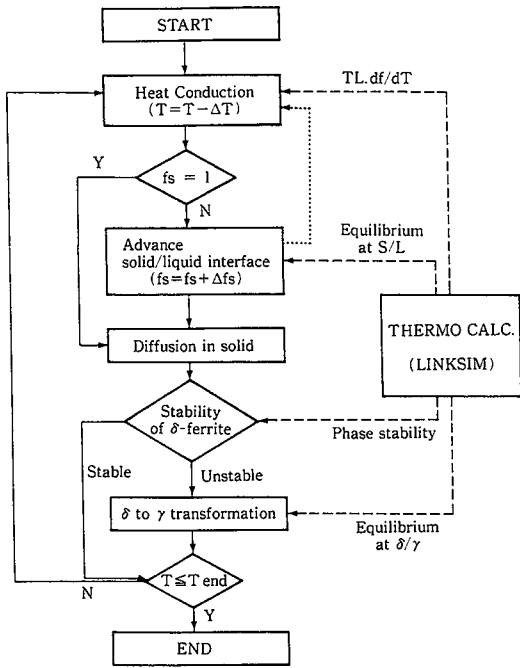 START
Heat Conduction
(T=T−ΔT)
TL.df/dT
Y
fs = 1
N
Advance
solid/liquid interface
(fs=fs+Δfs)
Equilibrium
at S/L
THERMO CALC.
(LINKSIM)
Diffusion in solid
Stability
of δ-ferrite
Phase stability
Stable
Unstable
δ to γ transformation
Equilibrium
at δ/γ
T≦T end
N
Y
END